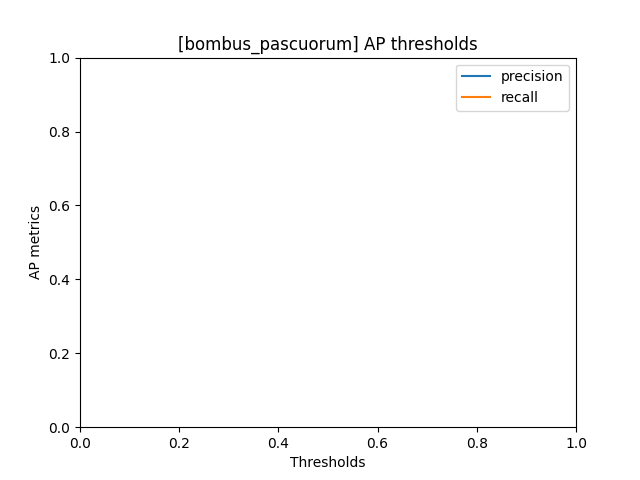 [bombus_pascuorum] AP thresholds
1.0
precision
recall
0.8
0.6
AP metrics
0.4
0.2
0.0
0.0 0.2 0.4 0.6 0.8 1.0
Thresholds